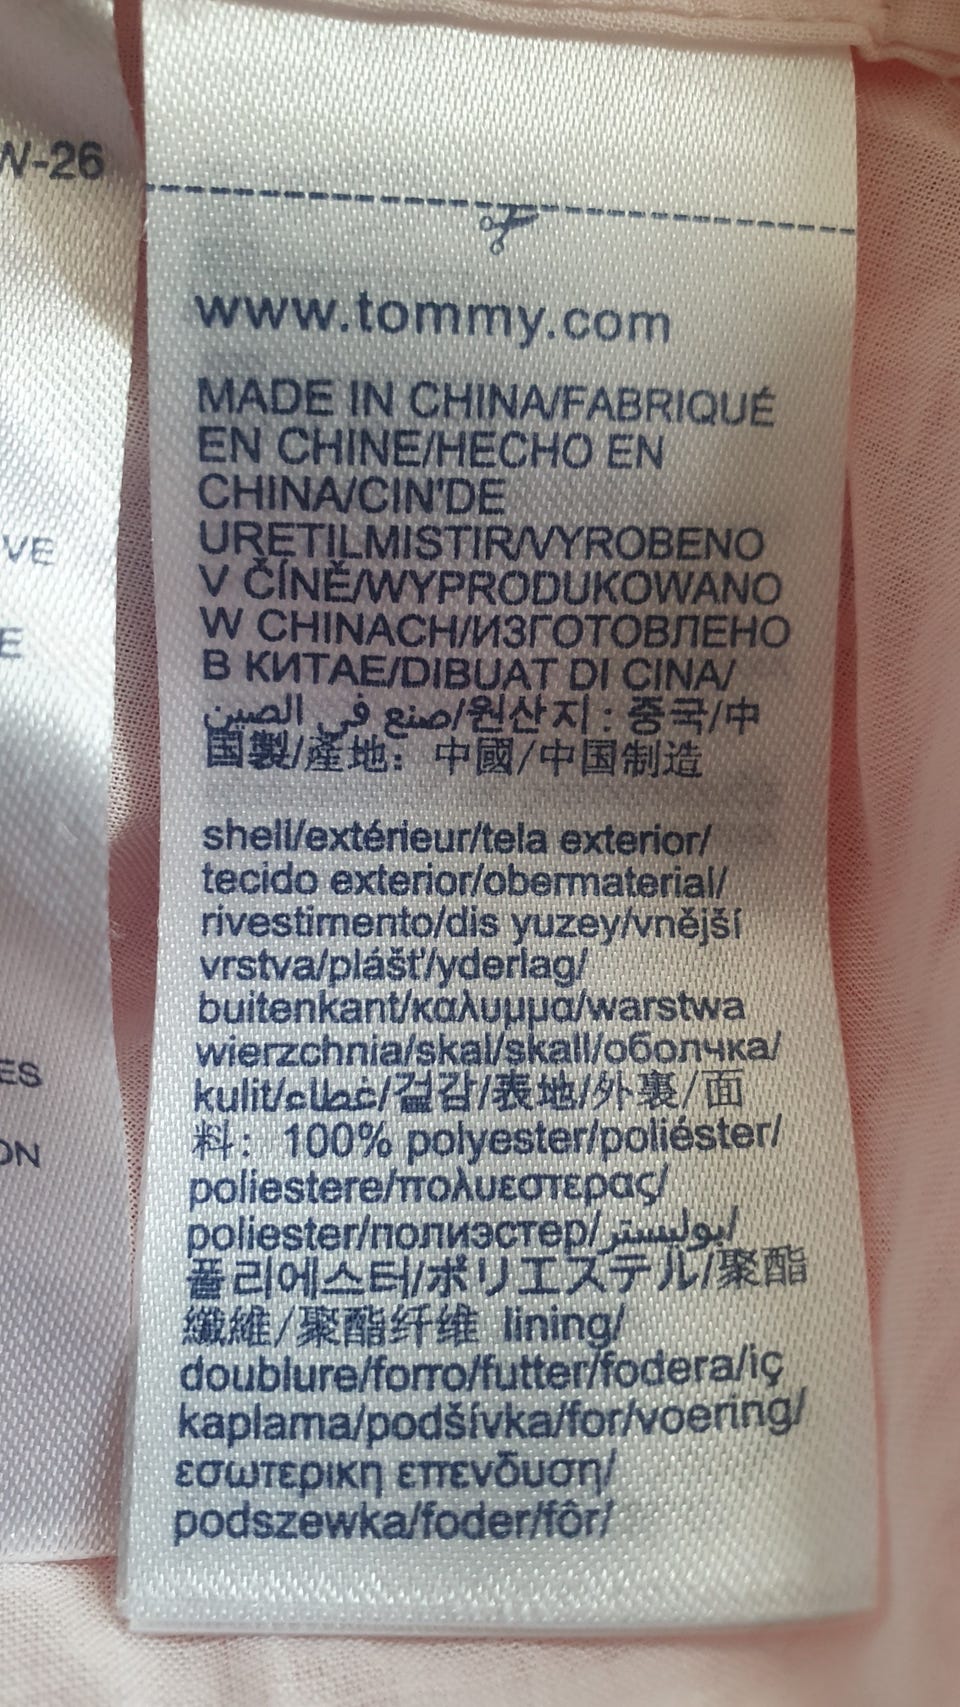 W-26
VE
E
ES
ON
www.tommy.com
MADE IN CHINA/FABRIQUÉ
EN CHINE/HECHO EN
CHINA/CIN'DE
URETILMISTIR/VYROBENO
V ČÍNĚ/WYPRODUKOWANO
W CHINACH/ИЗГОТОВЛЕНО
В КИТАЕ/DIBUAT DI CINA/
صنع في الصين/원산지: 중국/中
国製/産地: 中國/中国制造
shell/extérieur/tela exterior/
tecido exterior/obermaterial/
rivestimento/dis yuzey/vnější
vrstva/plášť/yderlag/
buitenkant/καλυμμα/warstwa
wierzchnia/skal/skall/оболчка/
kulit/غطاء/겉감/表地/外裏/面
料: 100% polyester/poliéster/
poliestere/πολυεστερας/
poliester/полиэстер/بوليستر/
폴리에스터/ポリエステル/聚酯
纖維/聚酯纤维 lining/
doublure/forro/futter/fodera/iç
kaplama/podšívka/for/voering/
εσωτερικη επενδυση/
podszewka/foder/fôr/